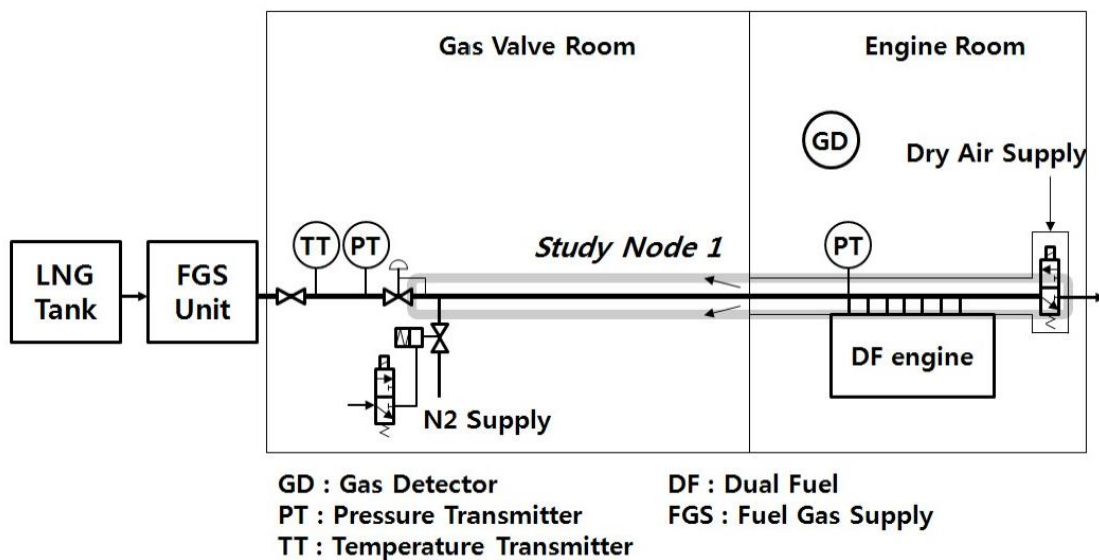 Gas Valve Room
Engine Room
GD
Dry Air Supply
TT
PT
Study Node 1
PT
LNG
Tank
FGS
Unit
DF engine
N2 Supply
GD : Gas Detector
DF : Dual Fuel
PT : Pressure Transmitter
FGS : Fuel Gas Supply
TT : Temperature Transmitter